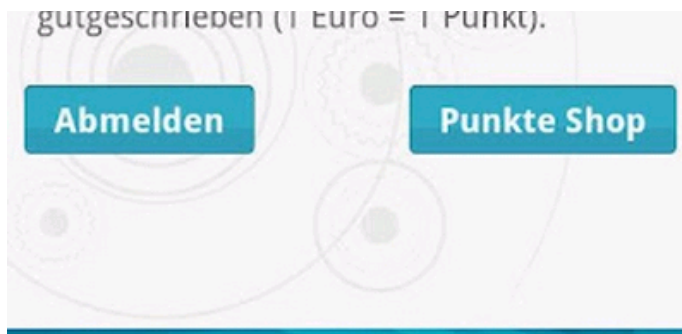 gutgeschrieben (1 Euro = 1 Punkt).
Abmelden
Punkte Shop